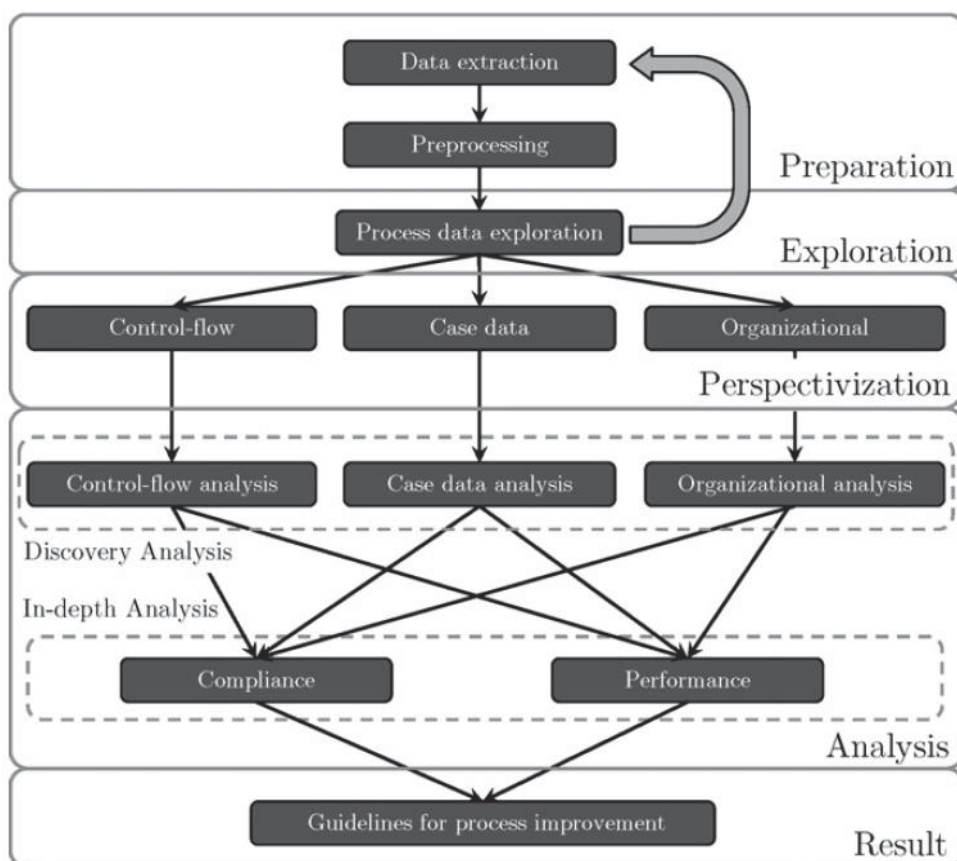 Data extraction
Preprocessing
Preparation
Process data exploration
Exploration
Control-flow
Case data
Organizational
Perspectivization
Control-flow analysis
Case data analysis
Organizational analysis
Discovery Analysis
In-depth Analysis
Compliance
Performance
Analysis
Guidelines for process improvement
Result